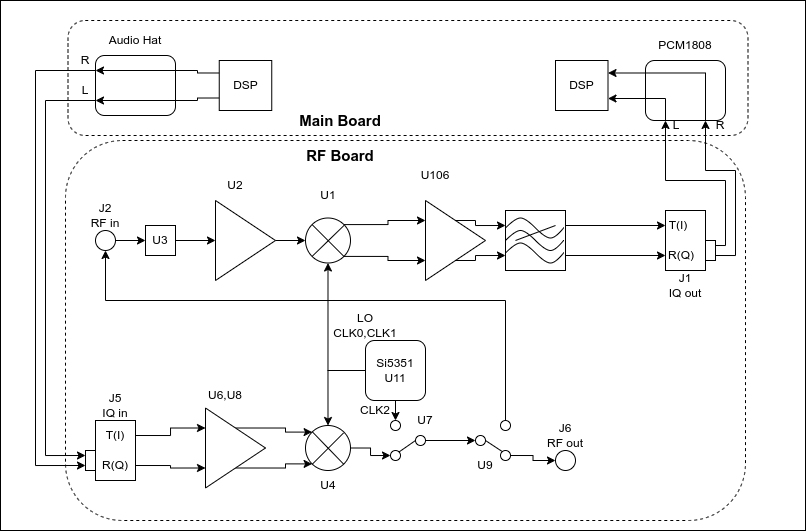 Audio Hat
PCM1808
R
L
DSP
DSP
L
R
Main Board
RF Board
J2
RF in
U3
U2
U1
U106
T(I)
R(Q)
J1
IQ out
LO
CLK0,CLK1
Si5351
U11
CLK2
J5
IQ in
T(I)
R(Q)
U6,U8
U4
U7
U9
J6
RF out